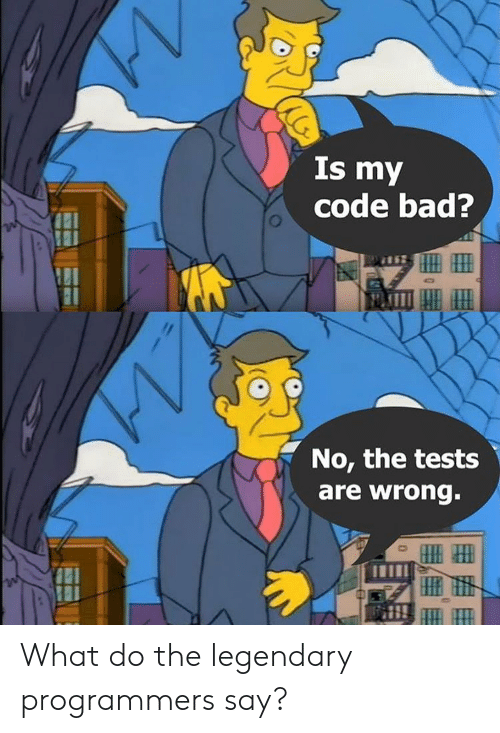 Is my
code bad?
No, the tests
are wrong.
What do the legendary
programmers say?